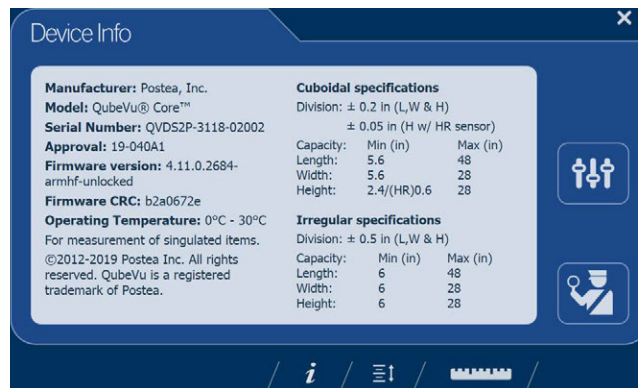 Device Info
Manufacturer: Postea, Inc.
Model: QubeVu® Core™
Serial Number: QVDS2P-3118-02002
Approval: 19-040A1
Firmware version: 4.11.0.2684-
armhf-unlocked
Firmware CRC: b2a0672e
Operating Temperature: 0°C - 30°C
For measurement of singulated items.
©2012-2019 Postea Inc. All rights
reserved. QubeVu is a registered
trademark of Postea.
Cuboidal specifications
Division: ± 0.2 in (L,W & H)
± 0.05 in (H w/ HR sensor)
Capacity: Min (in) Max (in)
Length: 5.6 48
Width: 5.6 28
Height: 2.4/(HR)0.6 28
Irregular specifications
Division: ± 0.5 in (L,W & H)
Capacity: Min (in) Max (in)
Length: 6 48
Width: 6 28
Height: 6 28